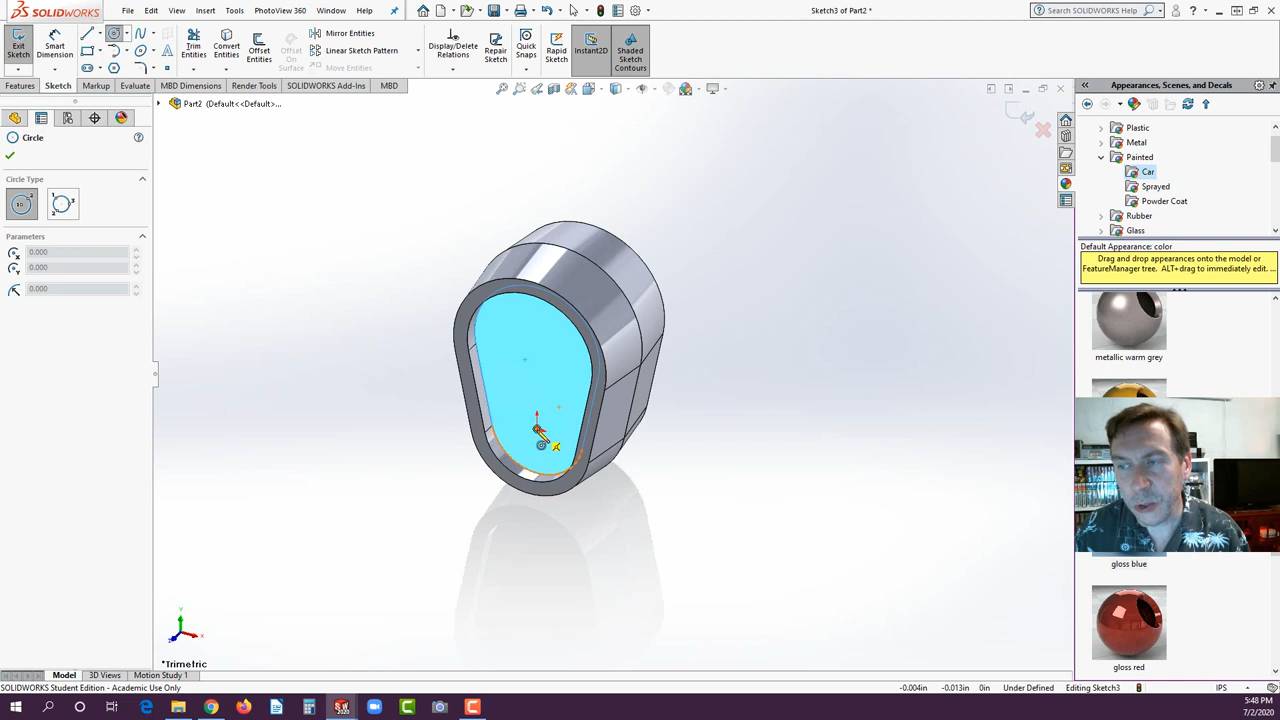 SOLIDWORKS File Edit View Insert Tools PhotoView 360 Window Help Sketch3 of Part2 * Search SOLIDWORKS Help
Exit Sketch
Smart Dimension
Trim Entities
Convert Entities
Offset Entities
Offset On Surface
Mirror Entities
Linear Sketch Pattern
Move Entities
Display/Delete Relations
Repair Sketch
Quick Snaps
Rapid Sketch
Instant2D
Shaded Sketch Contours
Features Sketch Markup Evaluate MBD Dimensions Render Tools SOLIDWORKS Add-Ins MBD
Appearances, Scenes, and Decals
Part2 (Default<<Default>...
Circle
Circle Type
Parameters
0.000
0.000
0.000
Plastic
Metal
Painted
Car
Sprayed
Powder Coat
Rubber
Glass
Default Appearance: color
Drag and drop appearances onto the model or
FeatureManager tree. ALT+drag to immediately edit. ...
metallic warm grey
gloss blue
gloss red
Y
X
Z
*Trimetric
Model 3D Views Motion Study 1
SOLIDWORKS Student Edition - Academic Use Only -0.004in -0.013in 0in Under Defined Editing Sketch3 IPS
5:48 PM
7/2/2020